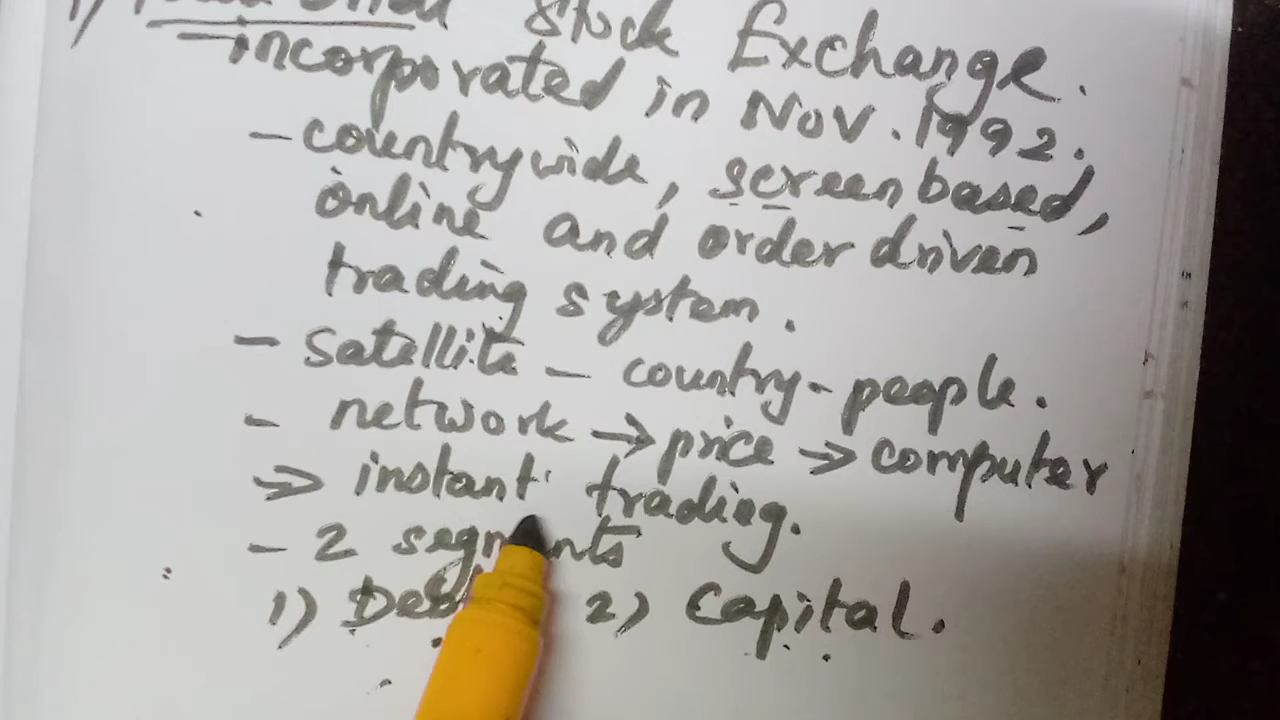 1) Stock Exchange.
incorporated in Nov. 1992.
- countrywide, screen based,
online and order driven
trading system.
- satellite - country - people.
- network → price → computer
⇒ instant trading.
- 2 segments
1) Deb 2) Capital.